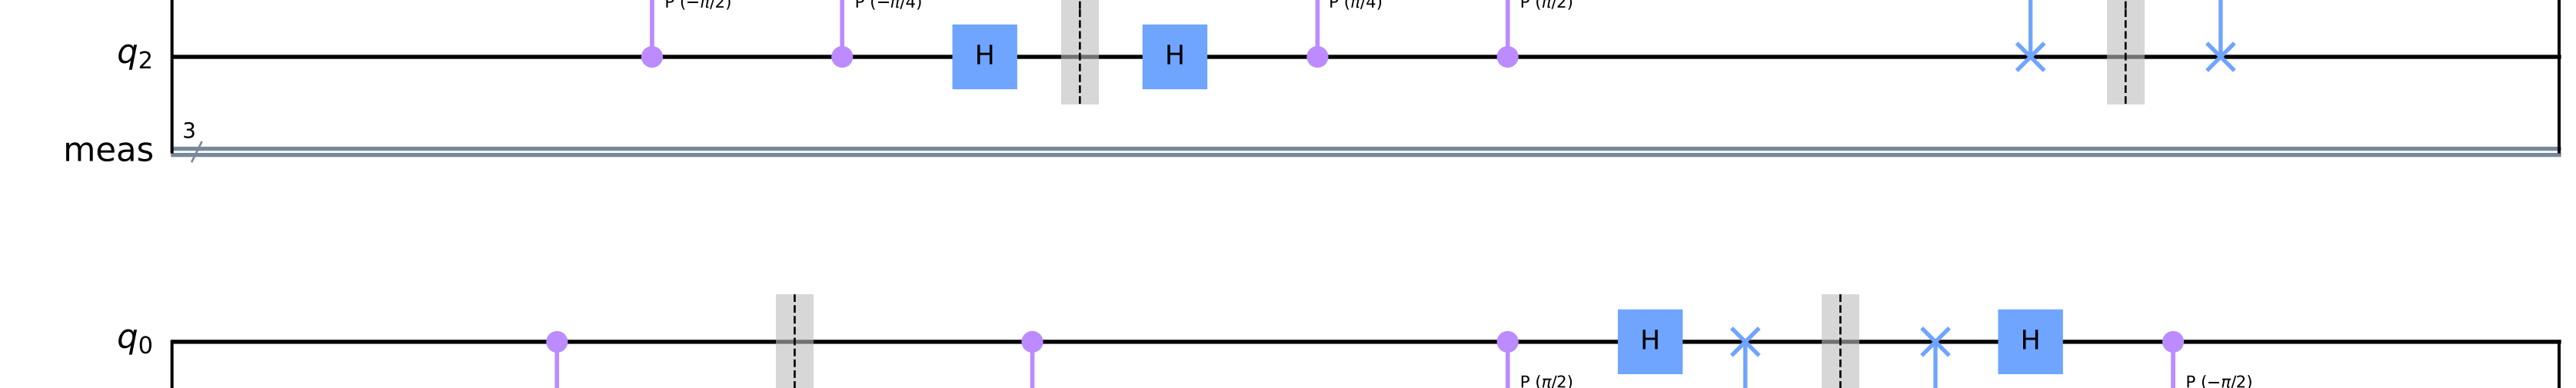 P (−π/2) P (−π/4) P (π/4) P (π/2)
q2 H H
3
meas
q0 H H
P (π/2) P (−π/2)